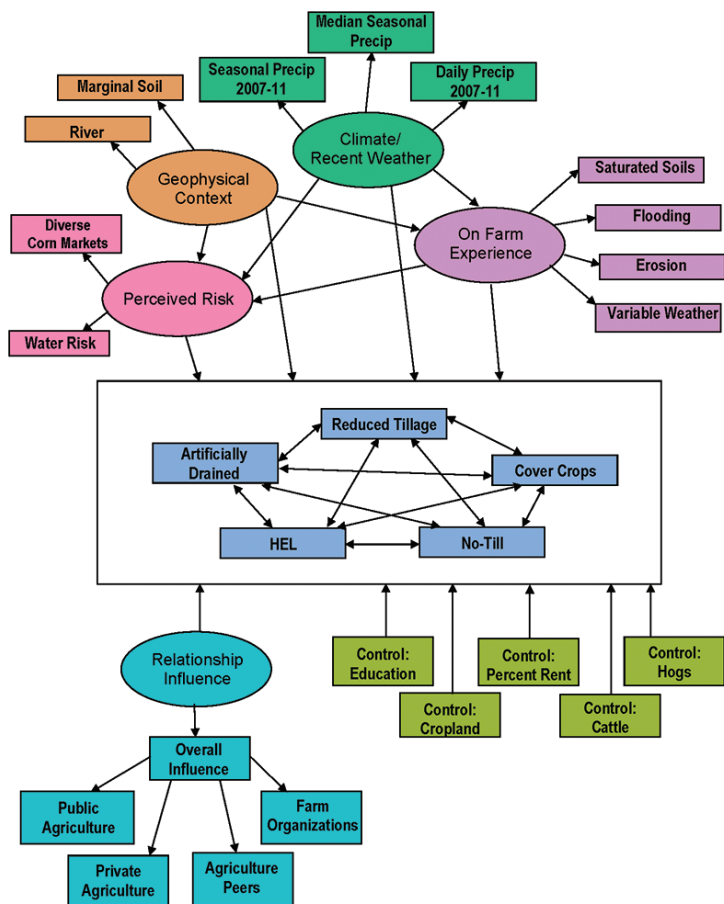 Median Seasonal
Precip
Seasonal Precip
2007-11
Daily Precip
2007-11
Marginal Soil
River
Climate/
Recent Weather
Geophysical
Context
Saturated Soils
Flooding
Diverse
Corn Markets
On Farm
Experience
Erosion
Perceived Risk
Variable Weather
Water Risk
Reduced Tillage
Artificially
Drained
Cover Crops
HEL
No-Till
Relationship
Influence
Control:
Education
Control:
Percent Rent
Control:
Hogs
Control:
Cropland
Control:
Cattle
Overall
Influence
Public
Agriculture
Farm
Organizations
Private
Agriculture
Agriculture
Peers